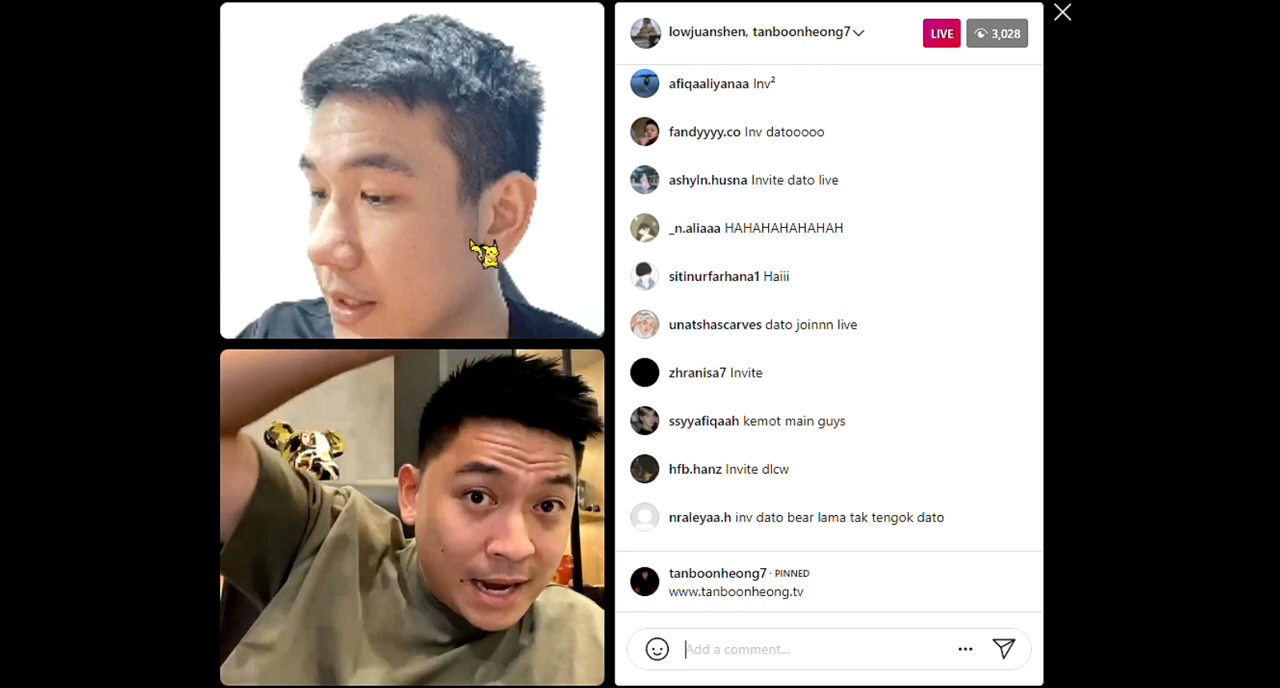 lowjuanshen, tanboonheong7
LIVE
3,028
afiqaaliyanaa Inv²
fandyyyy.co Inv datooooo
ashyln.husna Invite dato live
_n.aliaaa HAHAHAHAHAHAH
sitinurfarhana1 Haiii
unatshascarves dato joinnn live
zhranisa7 Invite
ssyyafiqaah kemot main guys
hfb.hanz Invite dlcw
nraleyaa.h inv dato bear lama tak tengok dato
tanboonheong7 · PINNED
www.tanboonheong.tv
Add a comment...